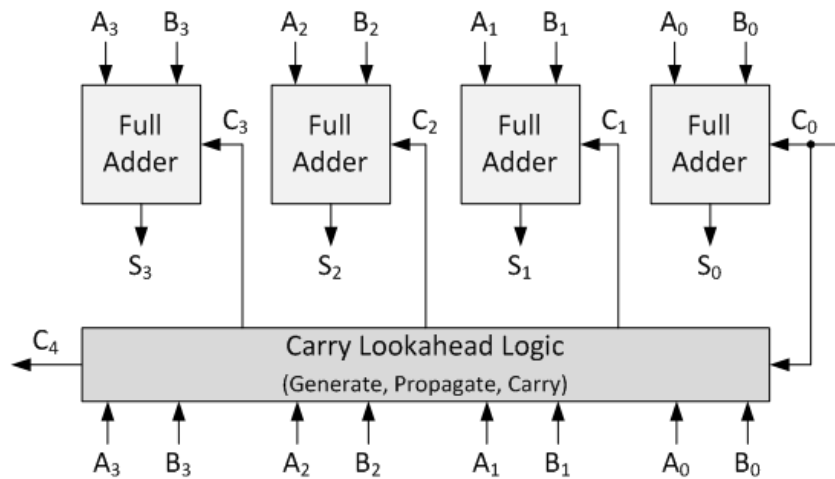 A₃ B₃ A₂ B₂ A₁ B₁ A₀ B₀
Full Adder C₃ Full Adder C₂ Full Adder C₁ Full Adder C₀
S₃ S₂ S₁ S₀
C₄
Carry Lookahead Logic
(Generate, Propagate, Carry)
A₃ B₃ A₂ B₂ A₁ B₁ A₀ B₀